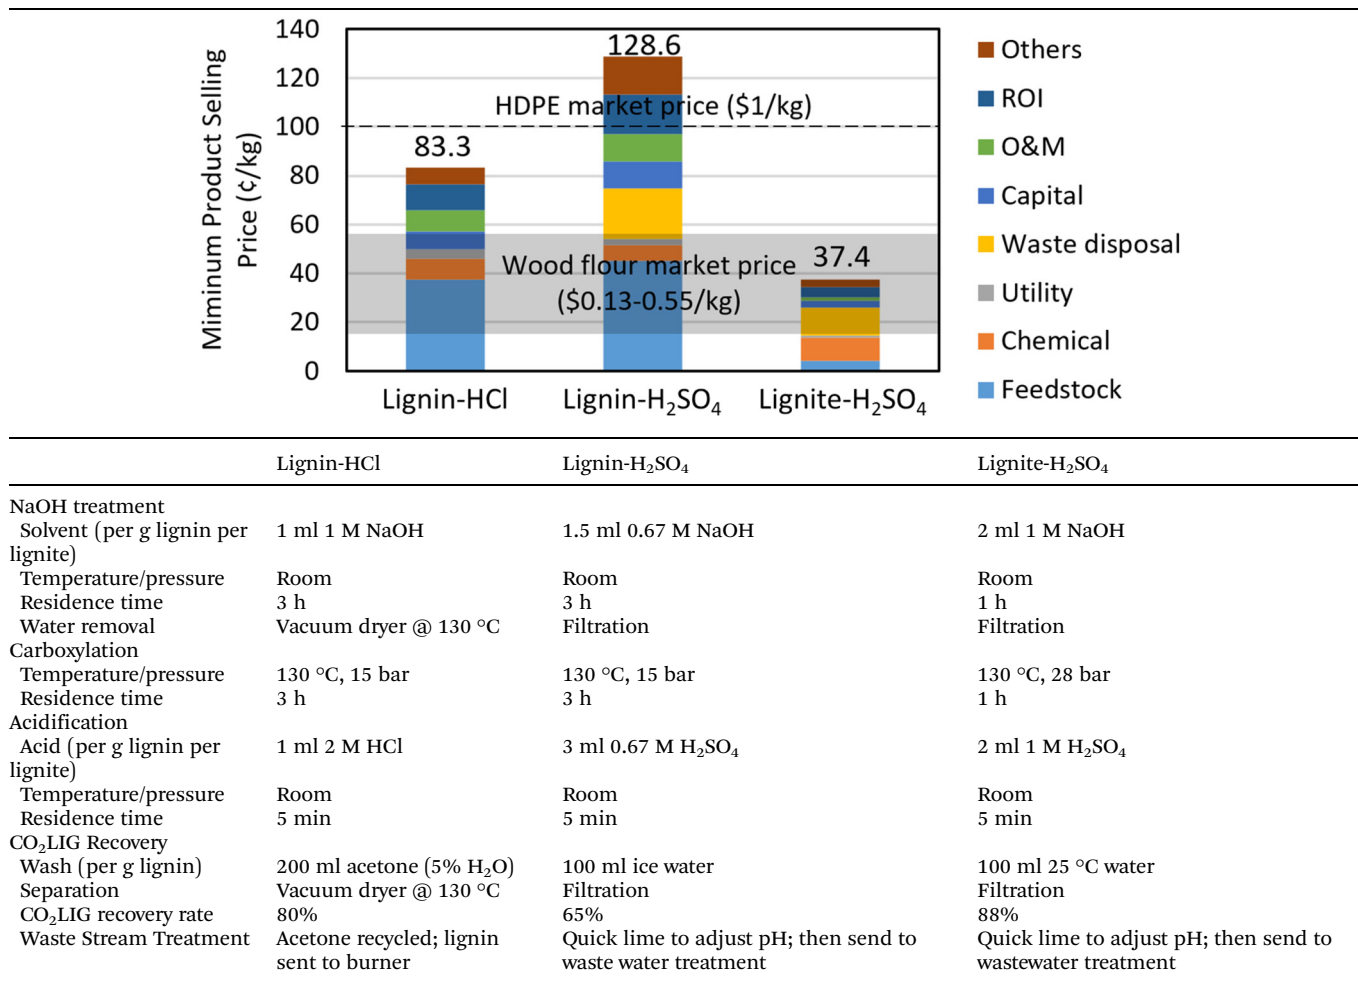 140
120
100
80
60
40
20
0
Miminum Product Selling
Price (¢/kg)
83.3
128.6
37.4
HDPE market price ($1/kg)
Wood flour market price
($0.13-0.55/kg)
Lignin-HCl
Lignin-H₂SO₄
Lignite-H₂SO₄
Others
ROI
O&M
Capital
Waste disposal
Utility
Chemical
Feedstock
Lignin-HCl Lignin-H₂SO₄ Lignite-H₂SO₄
NaOH treatment
Solvent (per g lignin per 1 ml 1 M NaOH 1.5 ml 0.67 M NaOH 2 ml 1 M NaOH
lignite)
Temperature/pressure Room Room Room
Residence time 3 h 3 h 1 h
Water removal Vacuum dryer @ 130 °C Filtration Filtration
Carboxylation
Temperature/pressure 130 °C, 15 bar 130 °C, 15 bar 130 °C, 28 bar
Residence time 3 h 3 h 1 h
Acidification
Acid (per g lignin per 1 ml 2 M HCl 3 ml 0.67 M H₂SO₄ 2 ml 1 M H₂SO₄
lignite)
Temperature/pressure Room Room Room
Residence time 5 min 5 min 5 min
CO₂LIG Recovery
Wash (per g lignin) 200 ml acetone (5% H₂O) 100 ml ice water 100 ml 25 °C water
Separation Vacuum dryer @ 130 °C Filtration Filtration
CO₂LIG recovery rate 80% 65% 88%
Waste Stream Treatment Acetone recycled; lignin Quick lime to adjust pH; then send to Quick lime to adjust pH; then send to
sent to burner waste water treatment wastewater treatment